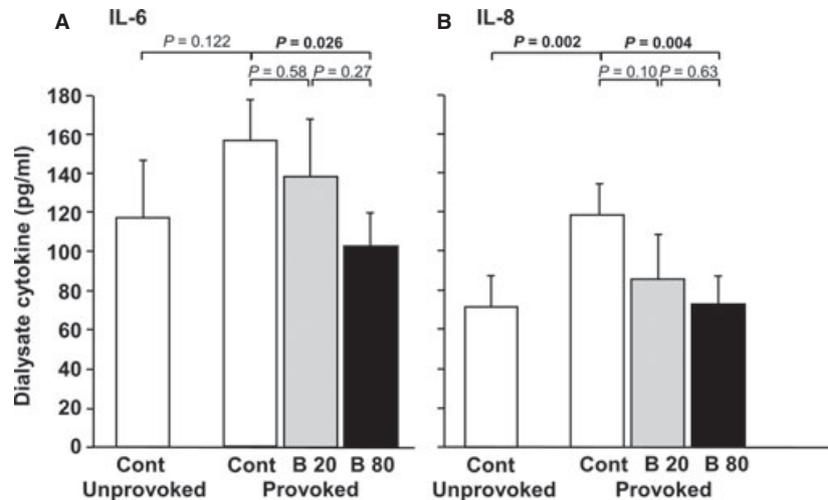 A IL-6 B IL-8
P = 0.122 P = 0.026 P = 0.002 P = 0.004
P = 0.58 P = 0.27 P = 0.10 P = 0.63
Dialysate cytokine (pg/ml)
180
160
140
120
100
80
60
40
20
0
Cont Cont B 20 B 80 Cont Cont B 20 B 80
Unprovoked Provoked Unprovoked Provoked